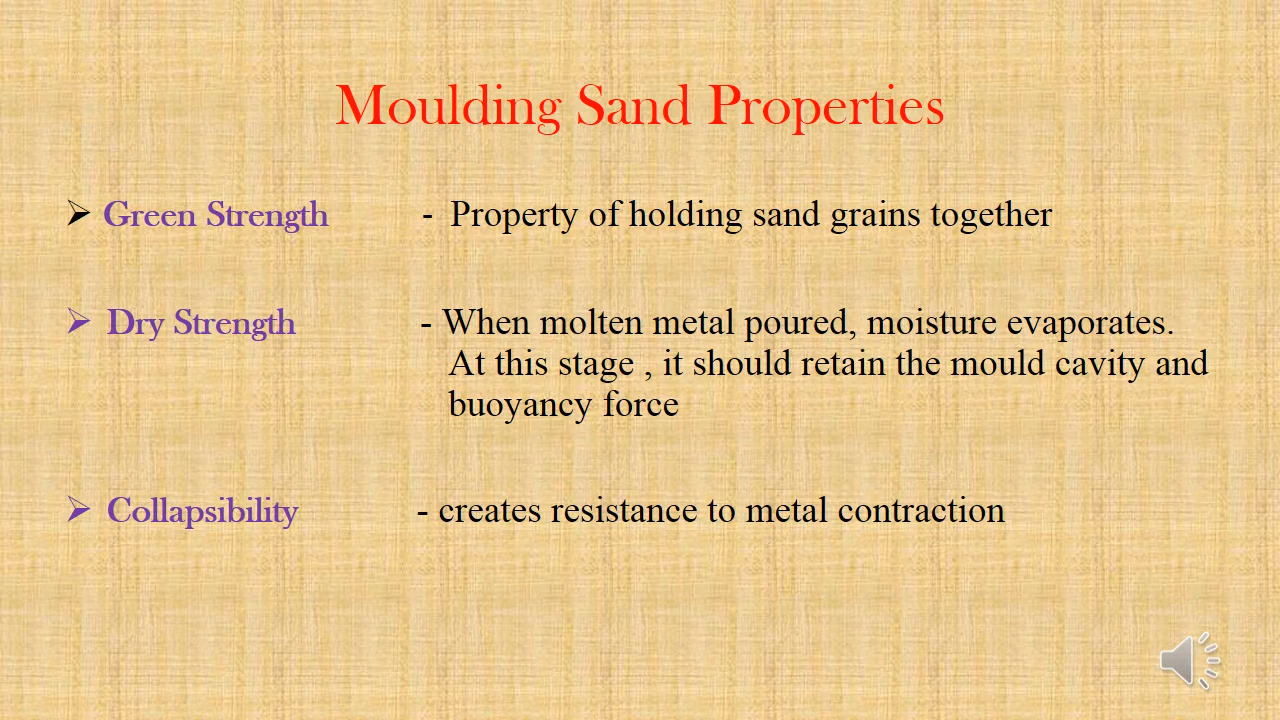 Moulding Sand Properties
➢ Green Strength - Property of holding sand grains together
➢ Dry Strength - When molten metal poured, moisture evaporates.
At this stage , it should retain the mould cavity and
buoyancy force
➢ Collapsibility - creates resistance to metal contraction